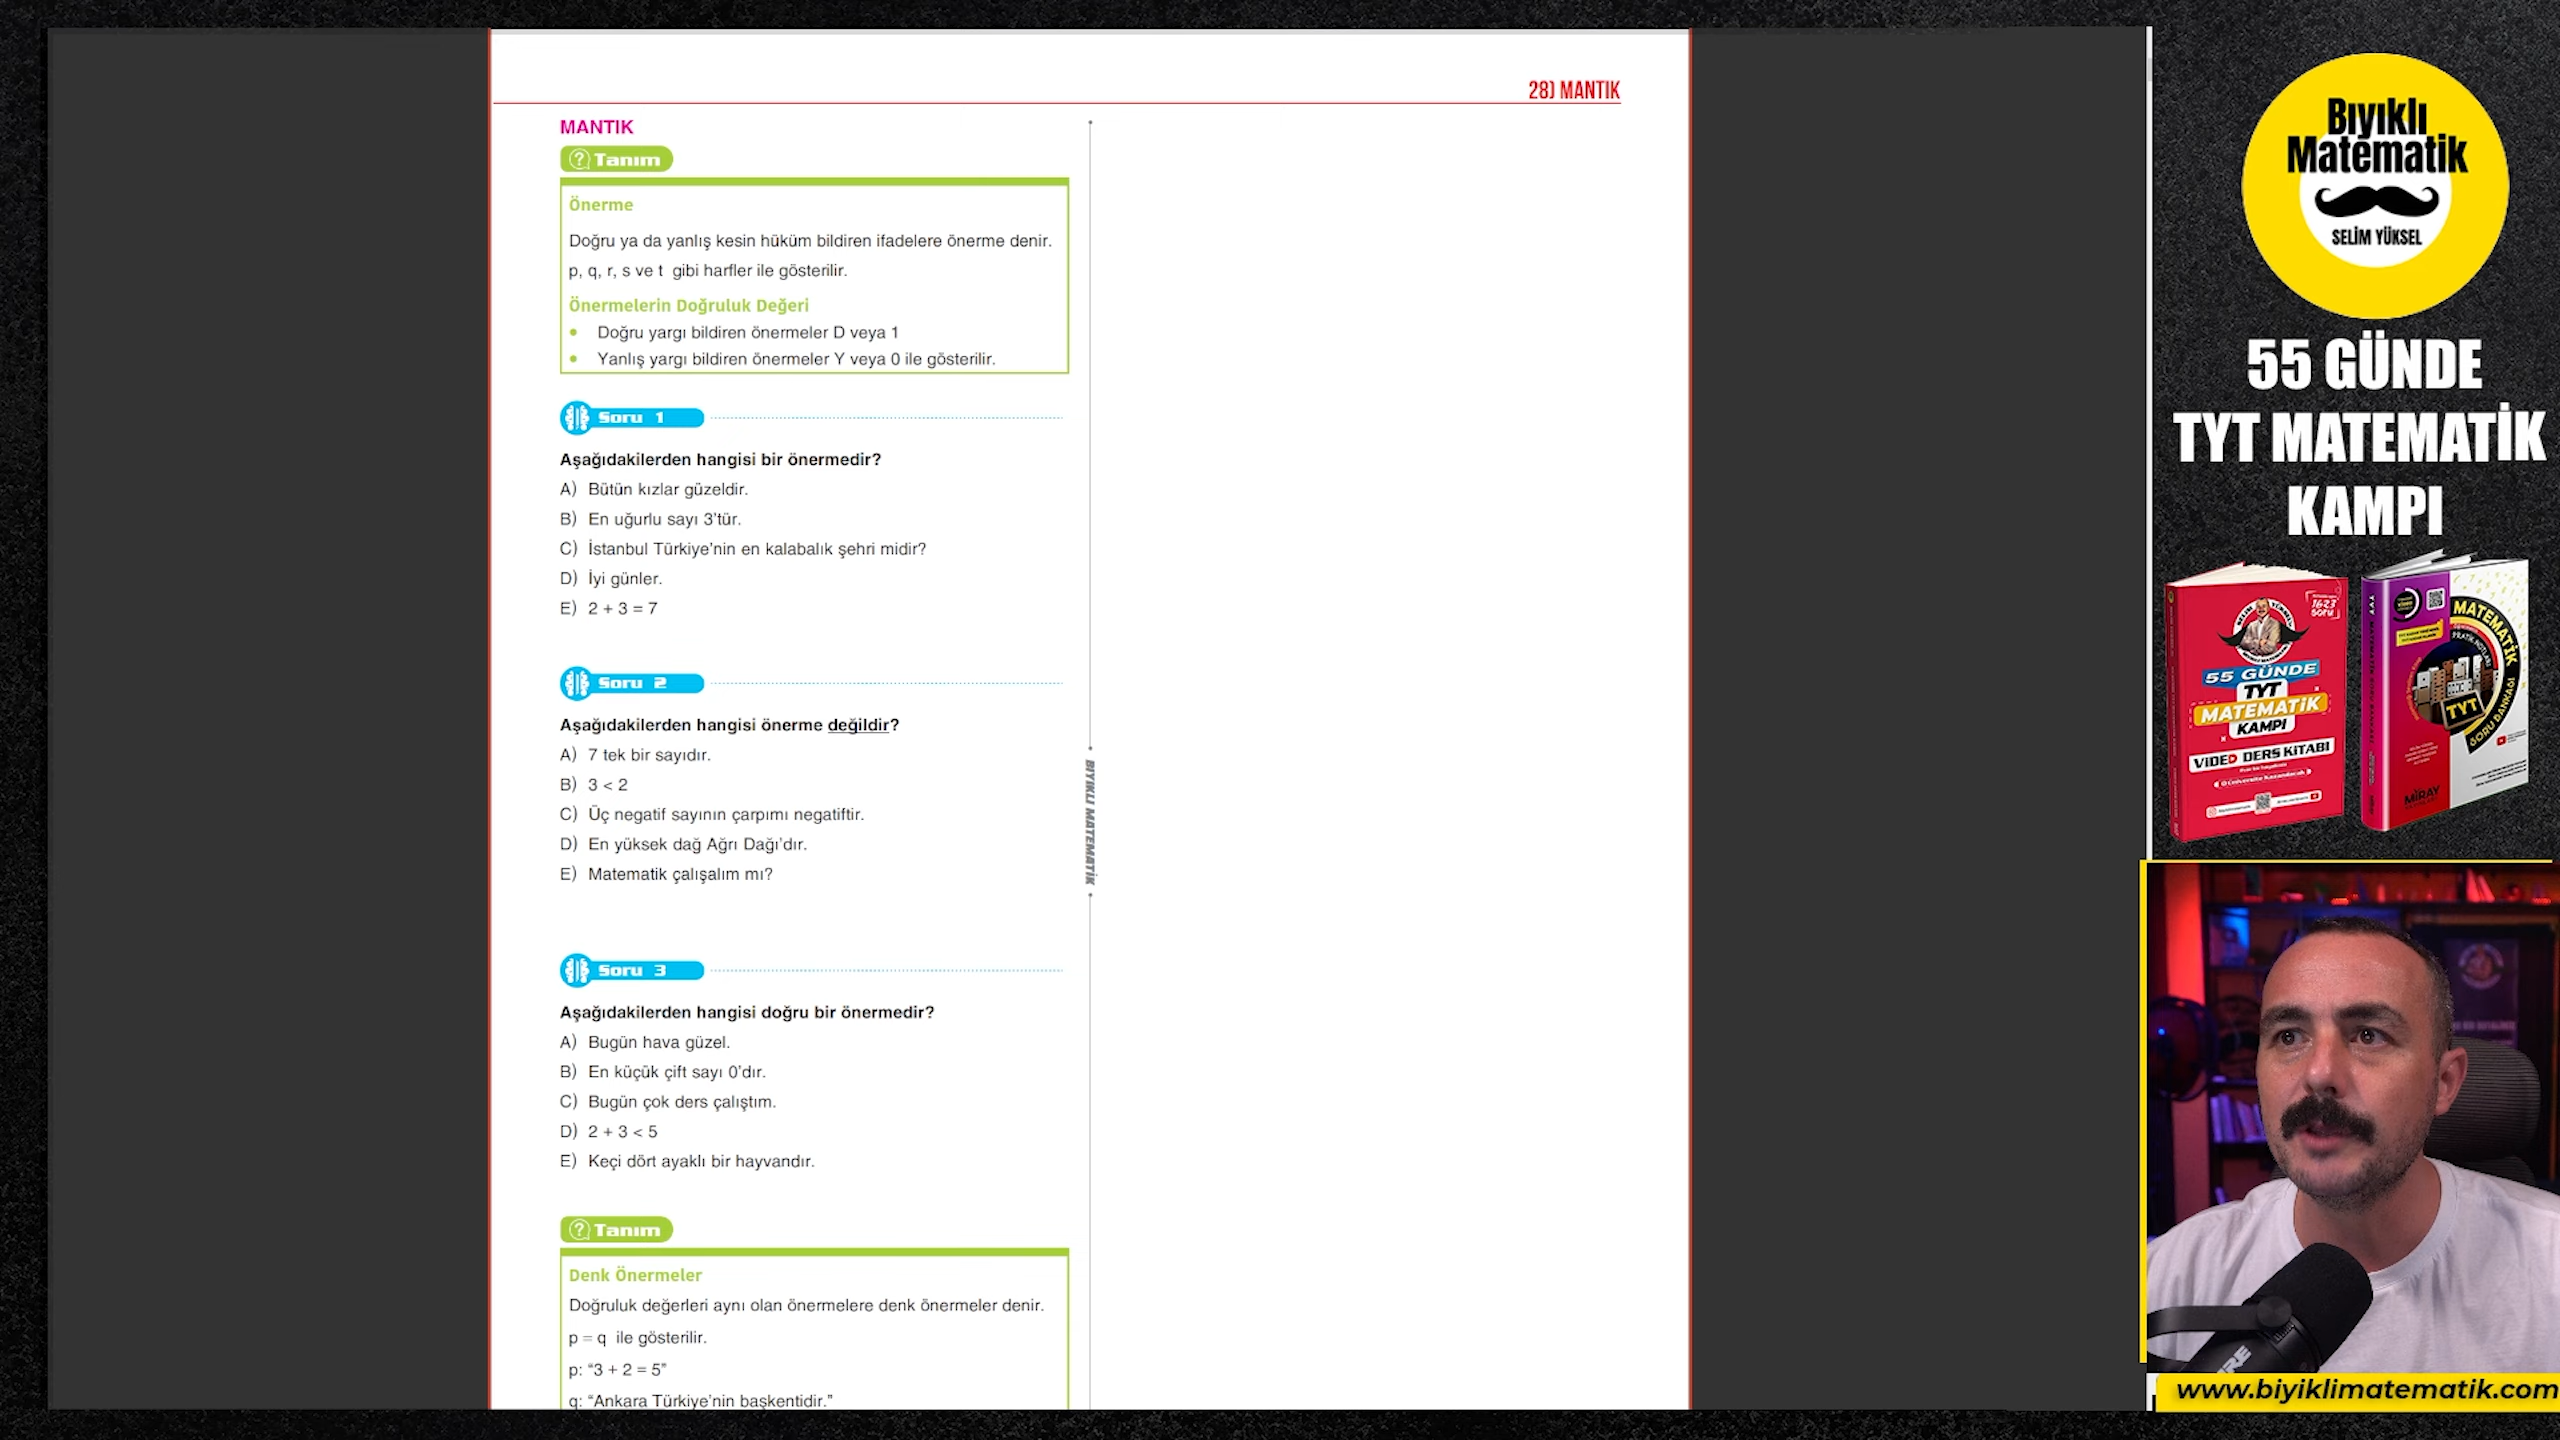 28) MANTIK
MANTIK
Tanım
Önerme
Doğru ya da yanlış kesin hüküm bildiren ifadelere önerme denir.
p, q, r, s ve t gibi harfler ile gösterilir.
Önermelerin Doğruluk Değeri
• Doğru yargı bildiren önermeler D veya 1
• Yanlış yargı bildiren önermeler Y veya 0 ile gösterilir.
Soru 1
Aşağıdakilerden hangisi bir önermedir?
A) Bütün kızlar güzeldir.
B) En uğurlu sayı 3'tür.
C) İstanbul Türkiye'nin en kalabalık şehri midir?
D) İyi günler.
E) 2 + 3 = 7
Soru 2
Aşağıdakilerden hangisi önerme değildir?
A) 7 tek bir sayıdır.
B) 3 < 2
C) Üç negatif sayının çarpımı negatiftir.
D) En yüksek dağ Ağrı Dağı'dır.
E) Matematik çalışalım mı?
Soru 3
Aşağıdakilerden hangisi doğru bir önermedir?
A) Bugün hava güzel.
B) En küçük çift sayı 0'dır.
C) Bugün çok ders çalıştım.
D) 2 + 3 < 5
E) Keçi dört ayaklı bir hayvandır.
Tanım
Denk Önermeler
Doğruluk değerleri aynı olan önermelere denk önermeler denir.
p = q ile gösterilir.
p: “3 + 2 = 5”
q: “Ankara Türkiye'nin başkentidir.”
BIYIKLI MATEMATİK
Bıyıklı
Matematik
SELİM YÜKSEL
55 GÜNDE
TYT MATEMATİK
KAMPI
1623
SORU
55 GÜNDE
TYT
MATEMATİK
KAMPI
VİDEO DERS KİTABI
MATEMATİK
TYT
SORU BANKASI
MİRAY
www.biyiklimatematik.com